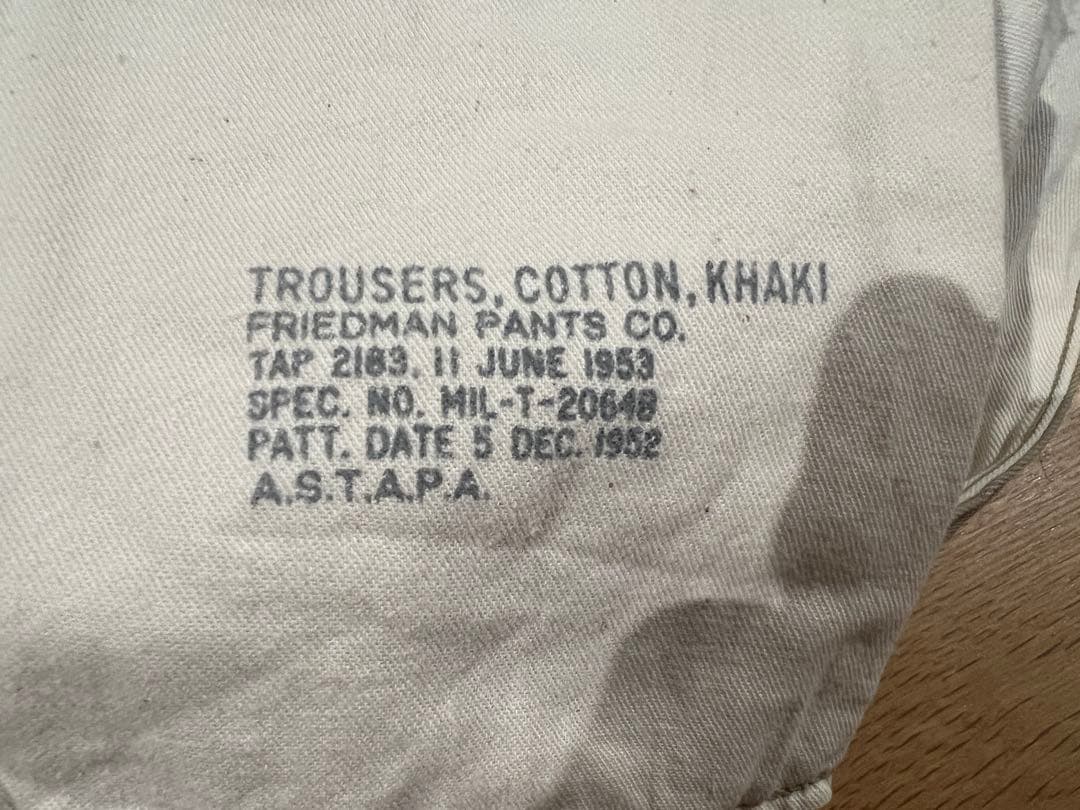 TROUSERS, COTTON, KHAKI
FRIEDMAN PANTS CO.
TAP 2183, 11 JUNE 1953
SPEC. NO. MIL-T-20648
PATT. DATE 5 DEC. 1952
A.S.T.A.P.A.